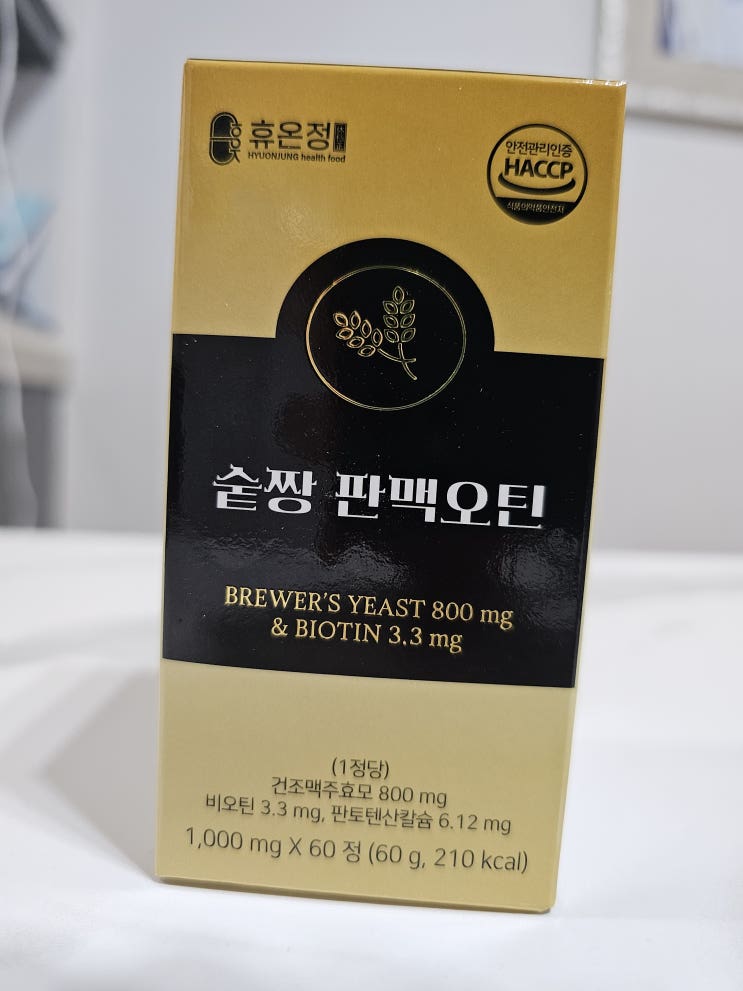 휴온정
HYUONJUNG health food
안전관리인증
HACCP
식품의약품안전처
숱짱 판맥오틴
BREWER'S YEAST 800 mg
& BIOTIN 3.3 mg
(1정당)
건조맥주효모 800 mg
비오틴 3.3 mg, 판토텐산칼슘 6.12 mg
1,000 mg X 60 정 (60 g, 210 kcal)